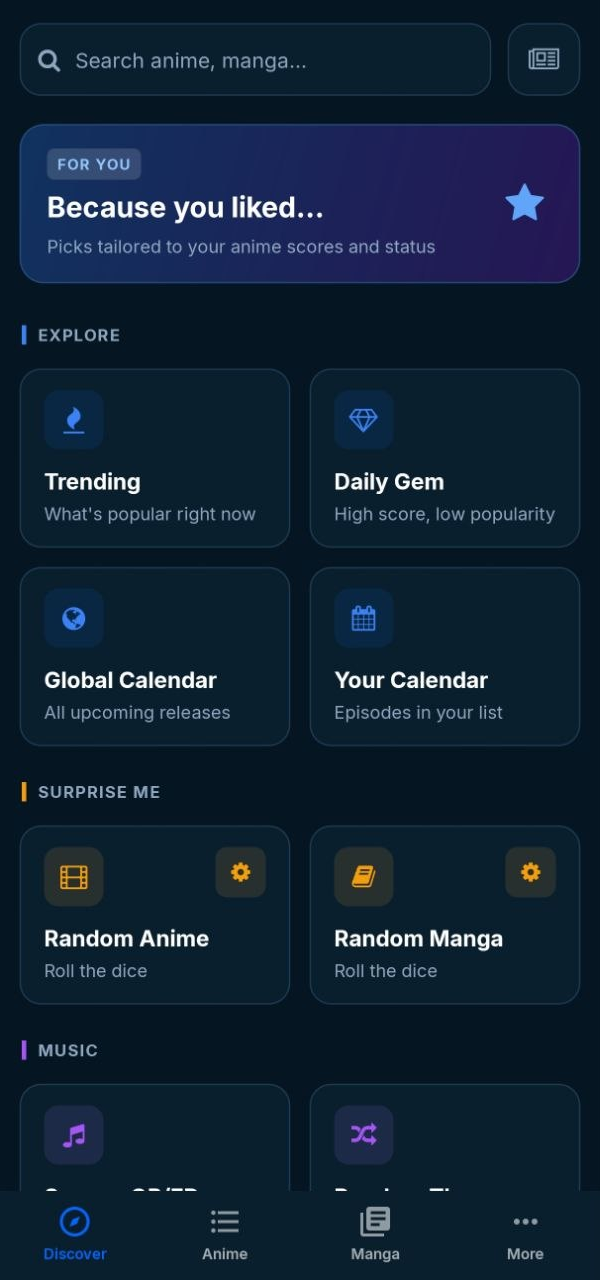 Search anime, manga...
FOR YOU
Because you liked...
Picks tailored to your anime scores and status
EXPLORE
Trending
What's popular right now
Daily Gem
High score, low popularity
Global Calendar
All upcoming releases
Your Calendar
Episodes in your list
SURPRISE ME
Random Anime
Roll the dice
Random Manga
Roll the dice
MUSIC
Discover
Anime
Manga
More